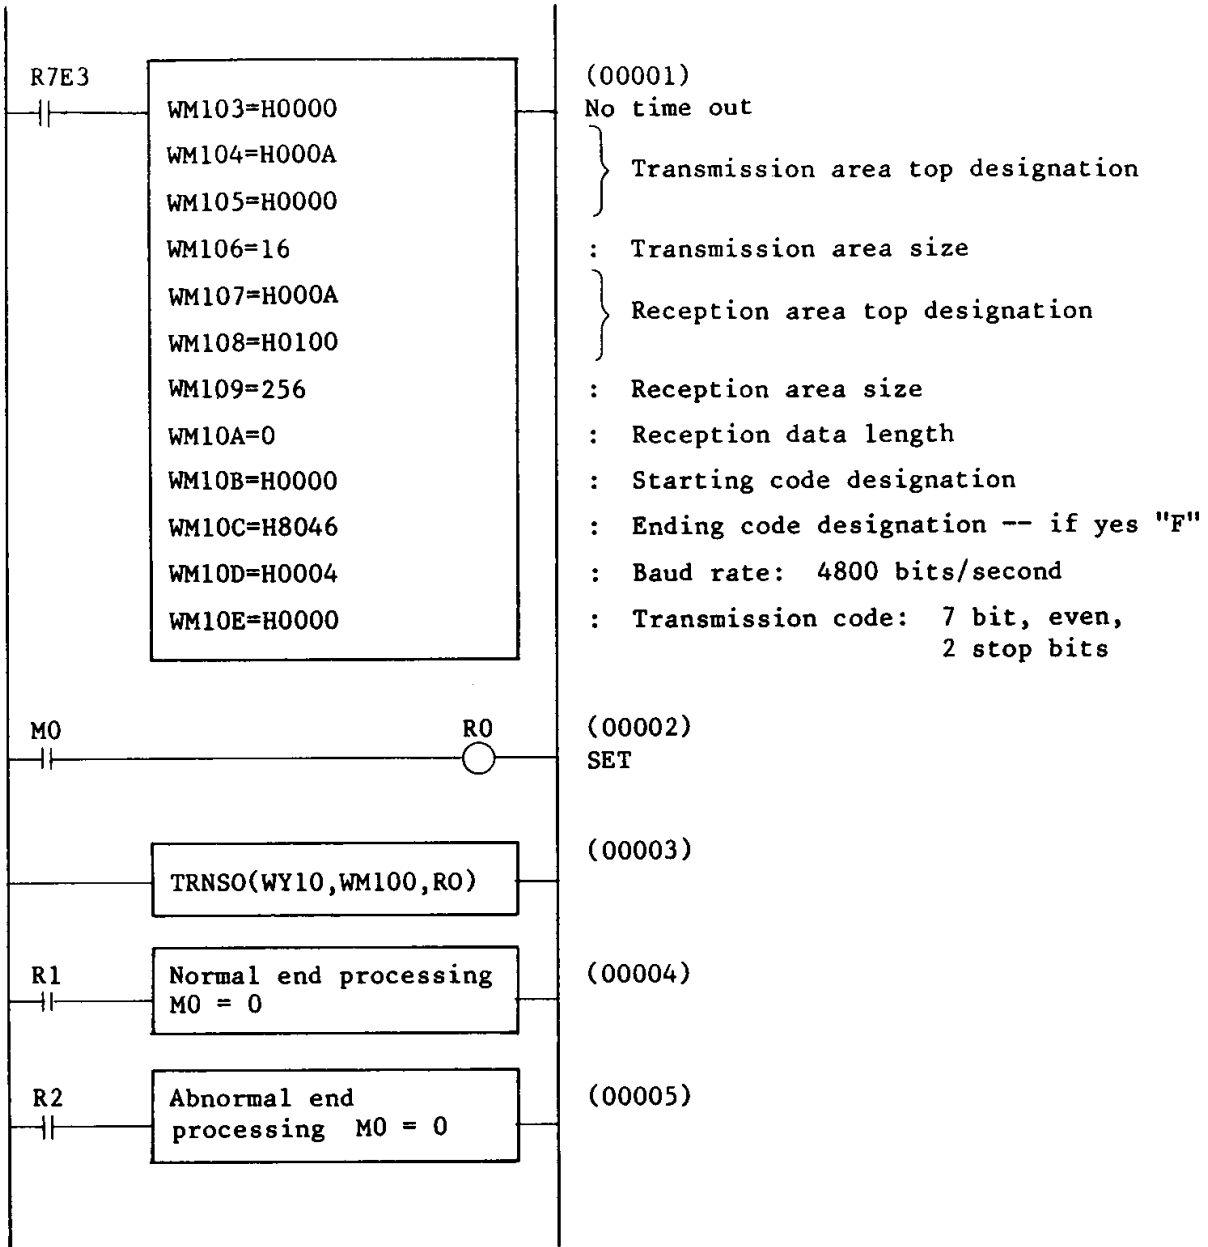 R7E3
(00001)
WM103=H0000
No time out
WM104=H000A
WM105=H0000
Transmission area top designation
WM106=16
: Transmission area size
WM107=H000A
WM108=H0100
Reception area top designation
WM109=256
: Reception area size
WM10A=0
: Reception data length
WM10B=H0000
: Starting code designation
WM10C=H8046
: Ending code designation -- if yes "F"
WM10D=H0004
: Baud rate: 4800 bits/second
WM10E=H0000
: Transmission code: 7 bit, even,
2 stop bits
M0
R0
(00002)
SET
(00003)
TRNSO(WY10,WM100,R0)
R1
Normal end processing
M0 = 0
(00004)
R2
Abnormal end
processing M0 = 0
(00005)